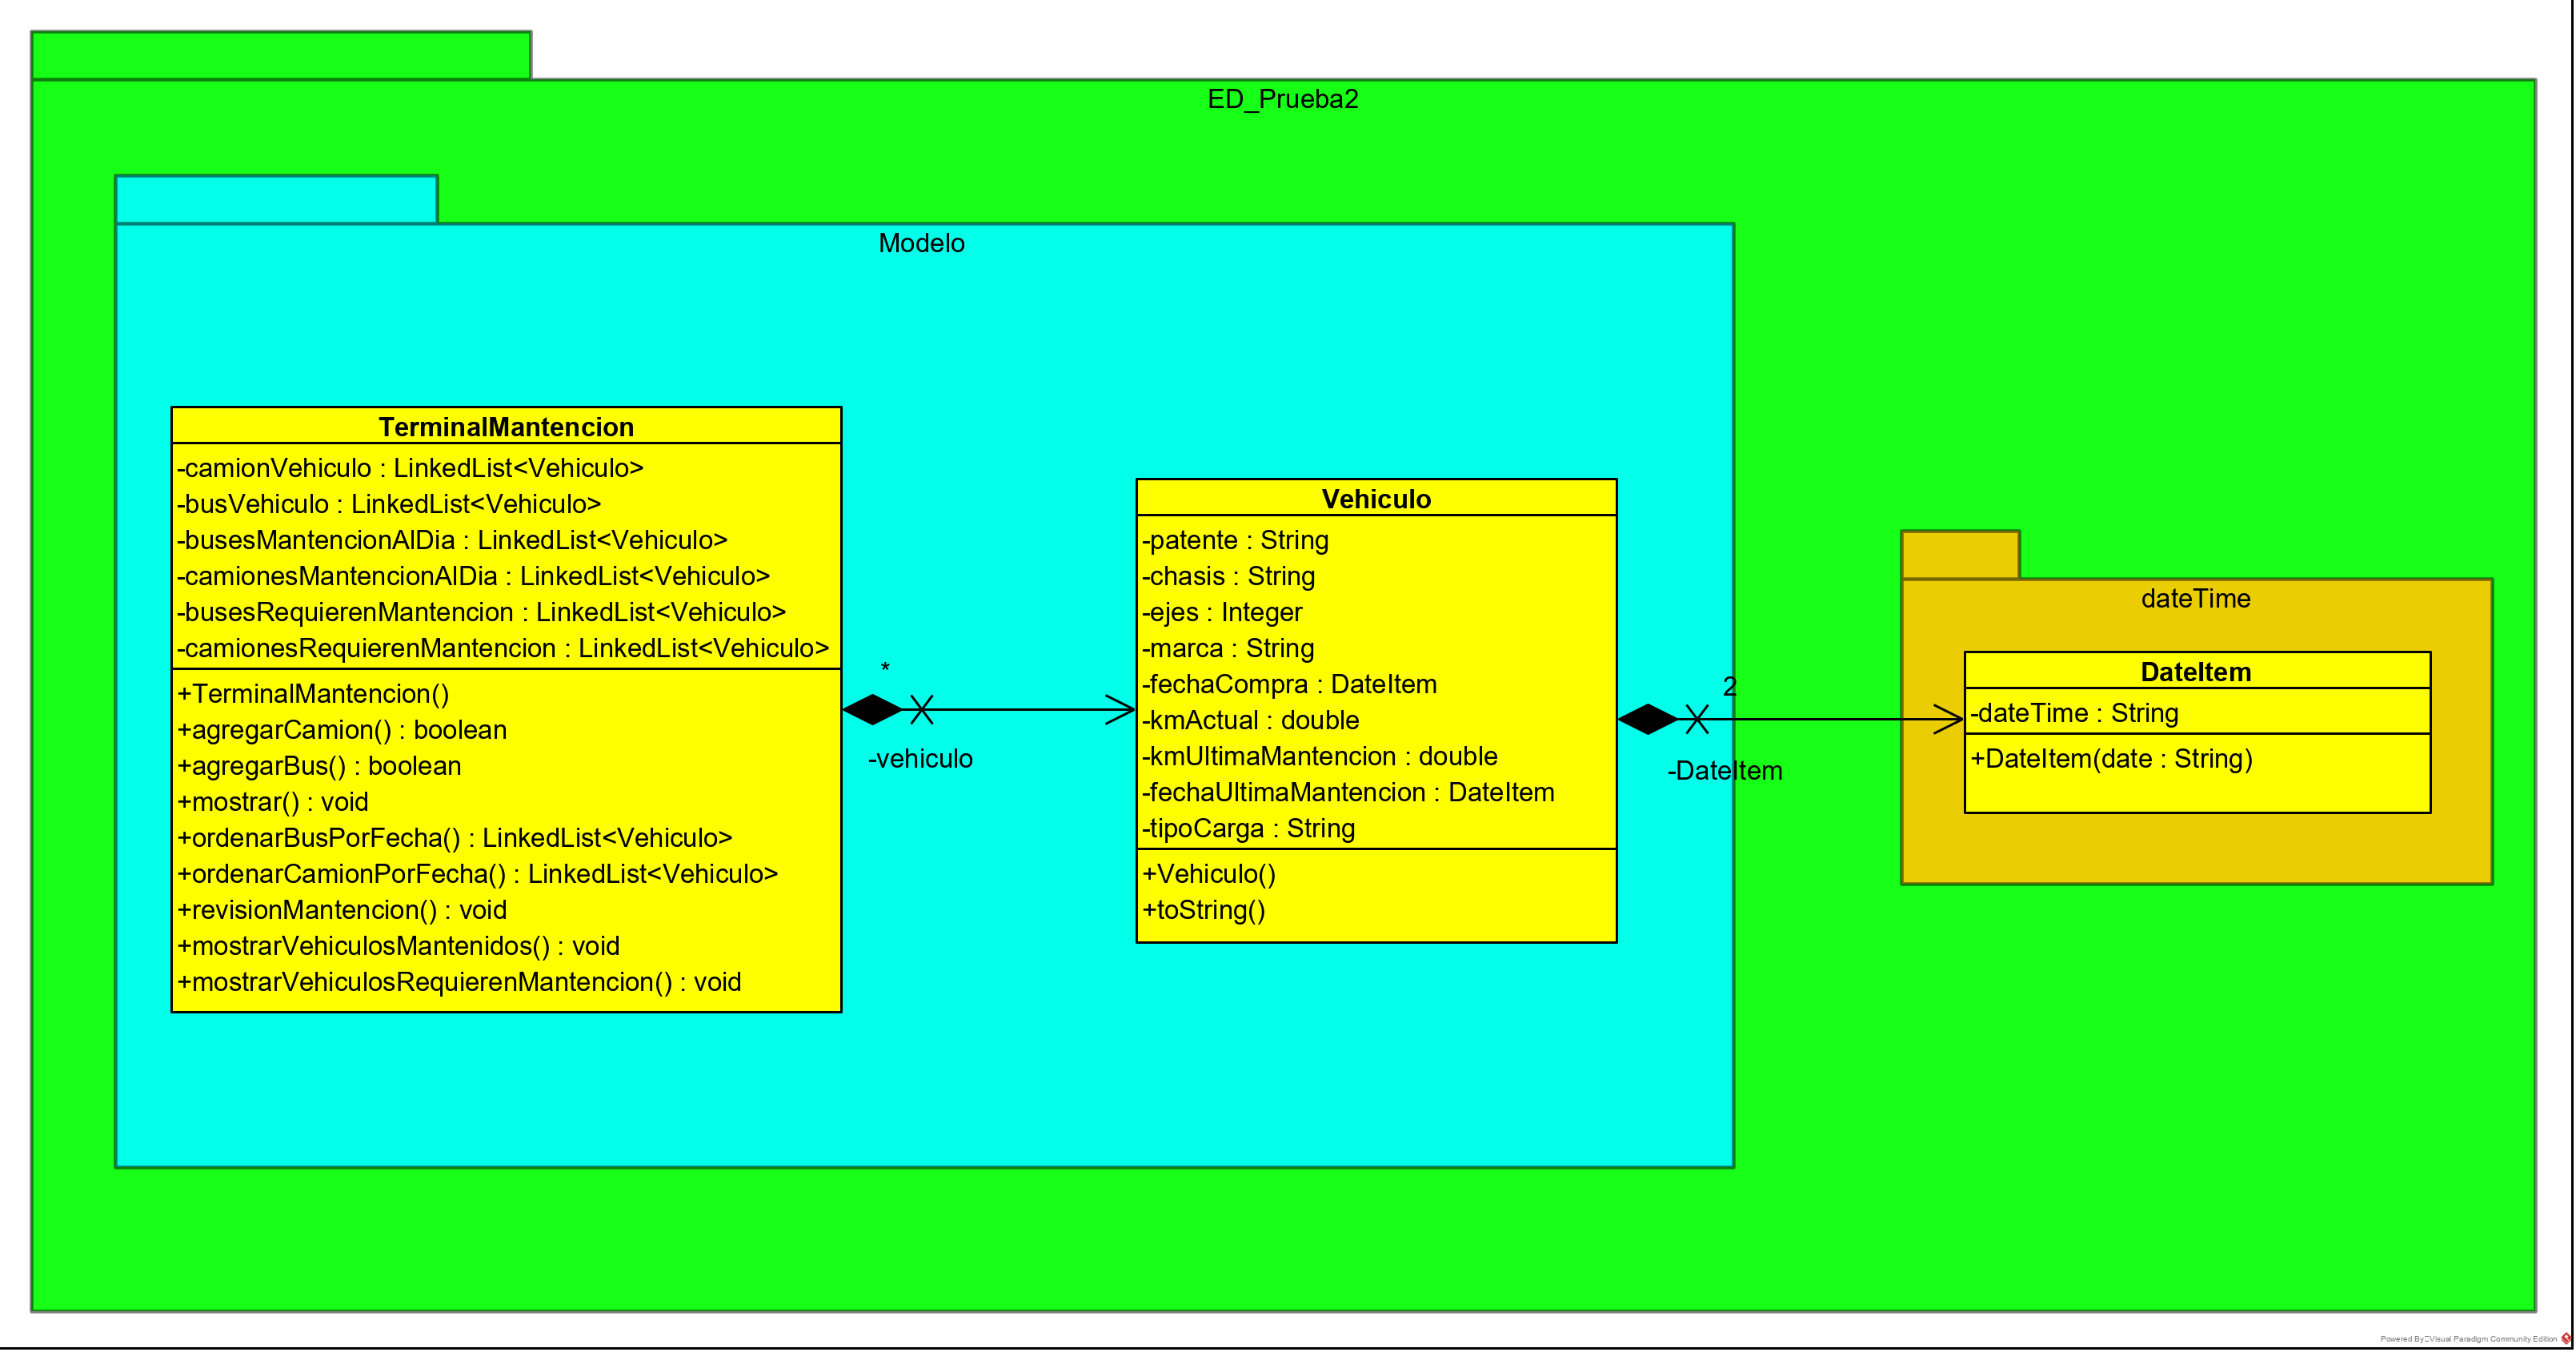 ED_Prueba2
Modelo
TerminalMantencion
-camionVehiculo : LinkedList<Vehiculo>
-busVehiculo : LinkedList<Vehiculo>
-busesMantencionAlDia : LinkedList<Vehiculo>
-camionesMantencionAlDia : LinkedList<Vehiculo>
-busesRequierenMantencion : LinkedList<Vehiculo>
-camionesRequierenMantencion : LinkedList<Vehiculo>
+TerminalMantencion()
+agregarCamion() : boolean
+agregarBus() : boolean
+mostrar() : void
+ordenarBusPorFecha() : LinkedList<Vehiculo>
+ordenarCamionPorFecha() : LinkedList<Vehiculo>
+revisionMantencion() : void
+mostrarVehiculosMantenidos() : void
+mostrarVehiculosRequierenMantencion() : void
*
-vehiculo
Vehiculo
-patente : String
-chasis : String
-ejes : Integer
-marca : String
-fechaCompra : DateItem
-kmActual : double
-kmUltimaMantencion : double
-fechaUltimaMantencion : DateItem
-tipoCarga : String
+Vehiculo()
+toString()
2
-DateItem
dateTime
DateItem
-dateTime : String
+DateItem(date : String)
Powered By Visual Paradigm Community Edition